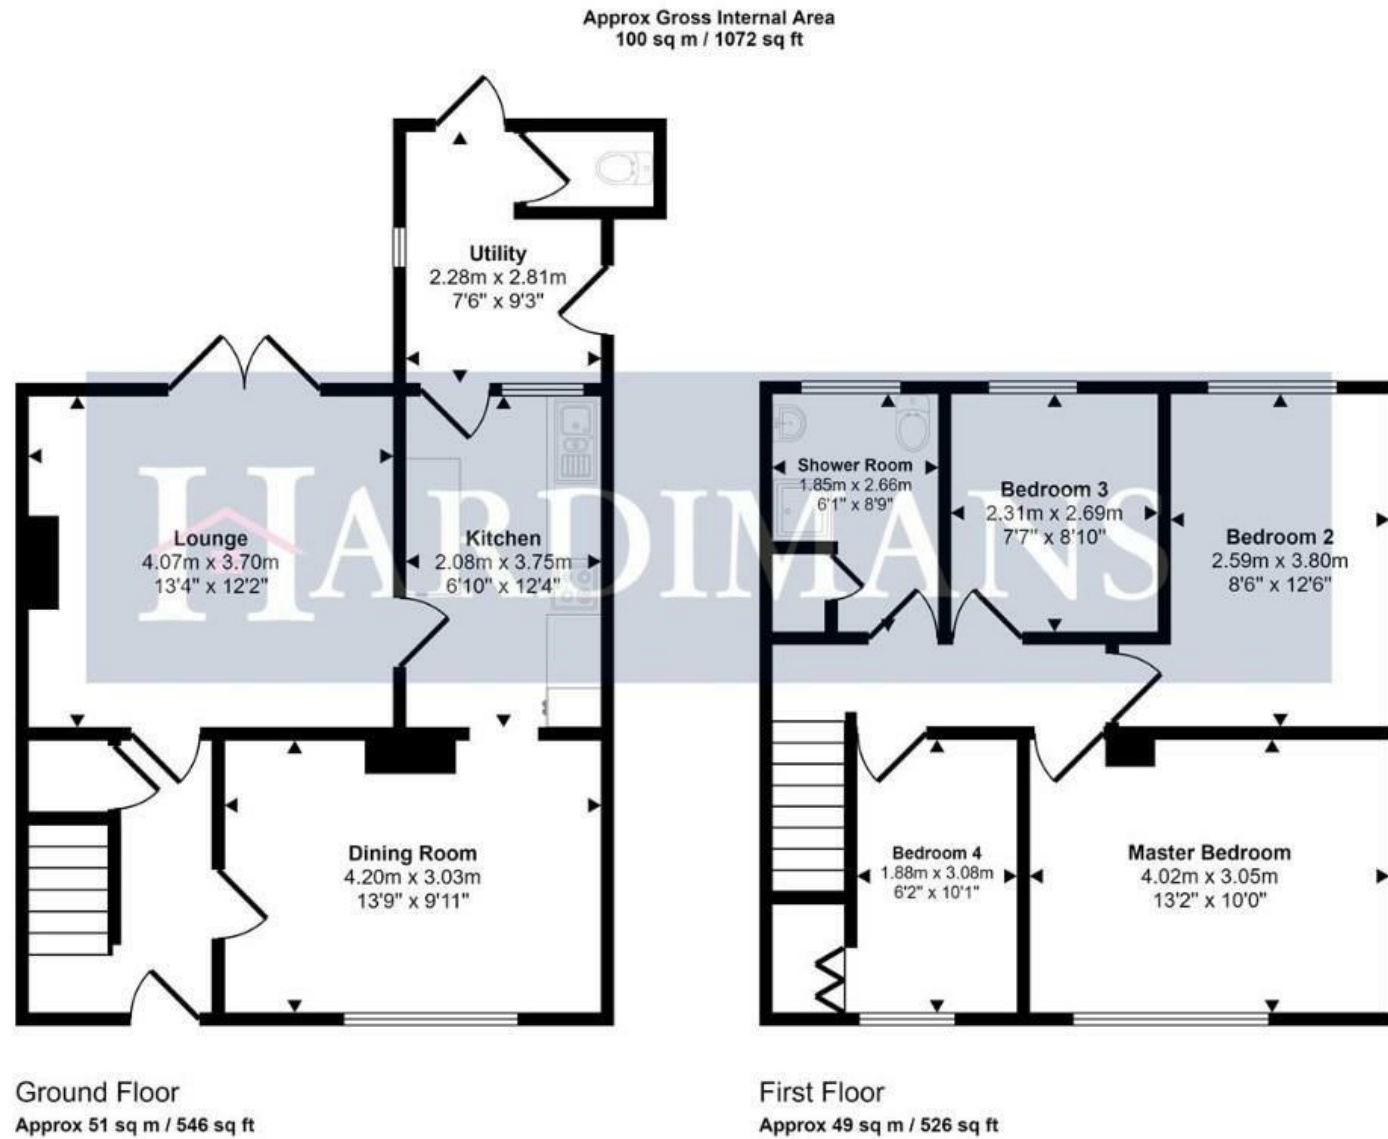 Approx Gross Internal Area
100 sq m / 1072 sq ft
Utility
2.28m x 2.81m
7'6" x 9'3"
HARDIMANS
Lounge
4.07m x 3.70m
13'4" x 12'2"
Kitchen
2.08m x 3.75m
6'10" x 12'4"
Dining Room
4.20m x 3.03m
13'9" x 9'11"
Shower Room
1.85m x 2.66m
6'1" x 8'9"
Bedroom 3
2.31m x 2.69m
7'7" x 8'10"
Bedroom 2
2.59m x 3.80m
8'6" x 12'6"
Bedroom 4
1.88m x 3.08m
6'2" x 10'1"
Master Bedroom
4.02m x 3.05m
13'2" x 10'0"
Ground Floor
Approx 51 sq m / 546 sq ft
First Floor
Approx 49 sq m / 526 sq ft